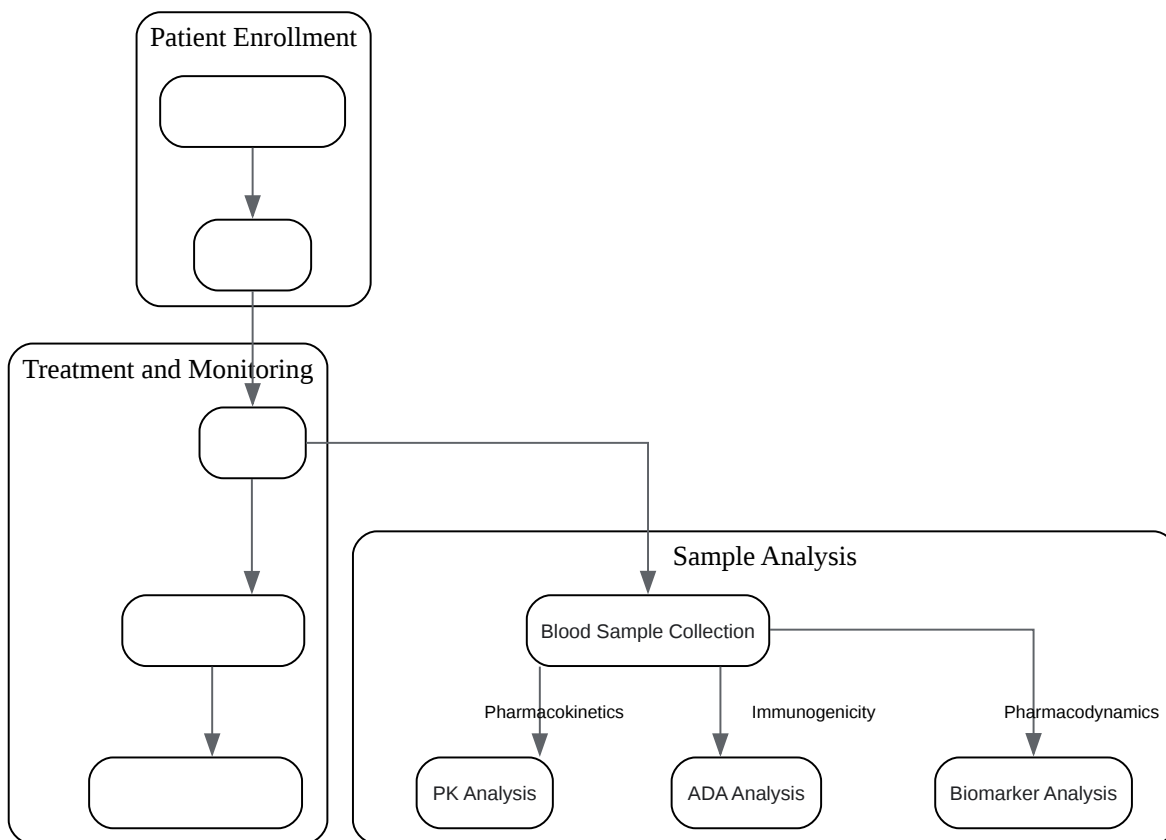 Patient Enrollment
Treatment and Monitoring
Sample Analysis
Blood Sample Collection
Pharmacokinetics
Immunogenicity
Pharmacodynamics
PK Analysis
ADA Analysis
Biomarker Analysis